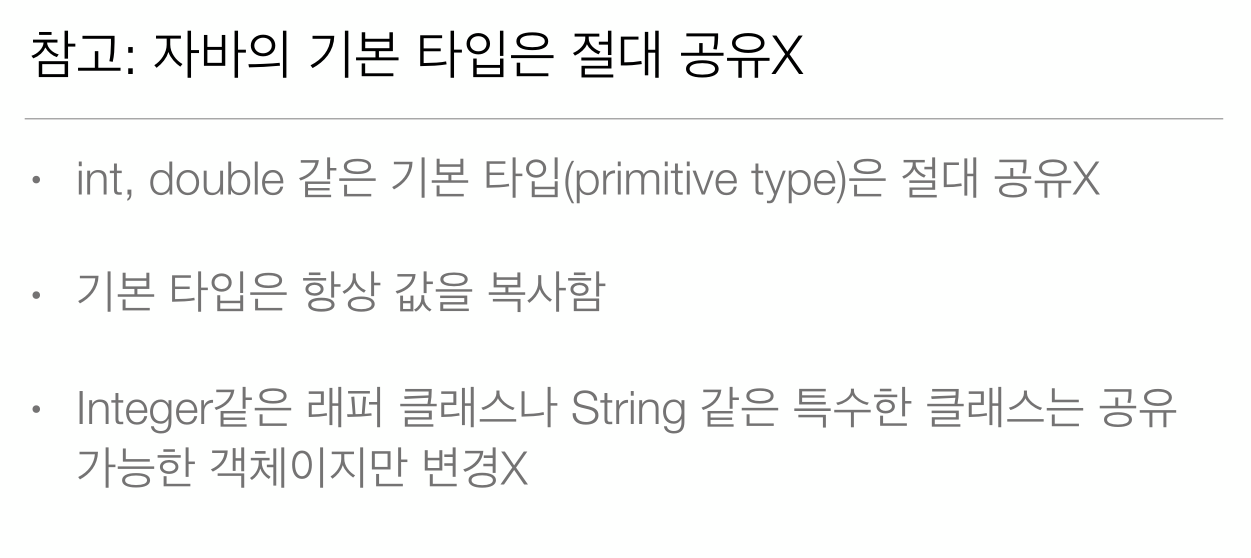 참고: 자바의 기본 타입은 절대 공유X
• int, double 같은 기본 타입(primitive type)은 절대 공유X
• 기본 타입은 항상 값을 복사함
• Integer같은 래퍼 클래스나 String 같은 특수한 클래스는 공유
가능한 객체이지만 변경X